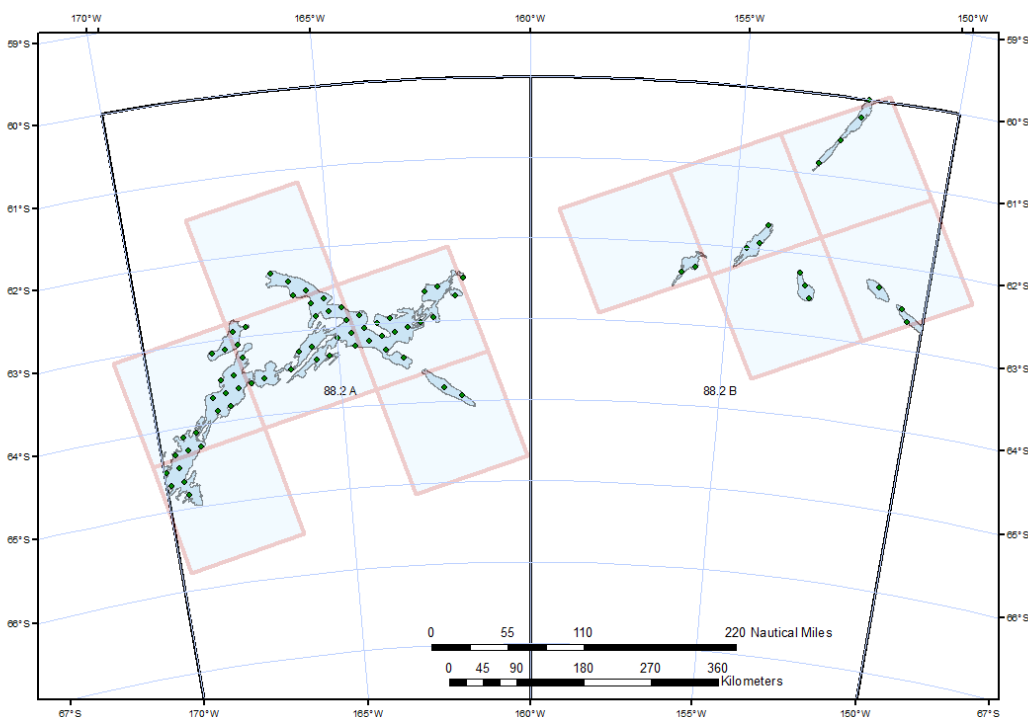 170°W 165°W 160°W 155°W 150°W
59°S 59°S
60°S 60°S
61°S 61°S
62°S 62°S
63°S 63°S
88.2 A 88.2 B
64°S 64°S
65°S 65°S
66°S 66°S
0 55 110 220 Nautical Miles
0 45 90 180 270 360
Kilometers
67°S 170°W 165°W 160°W 155°W 150°W 67°S